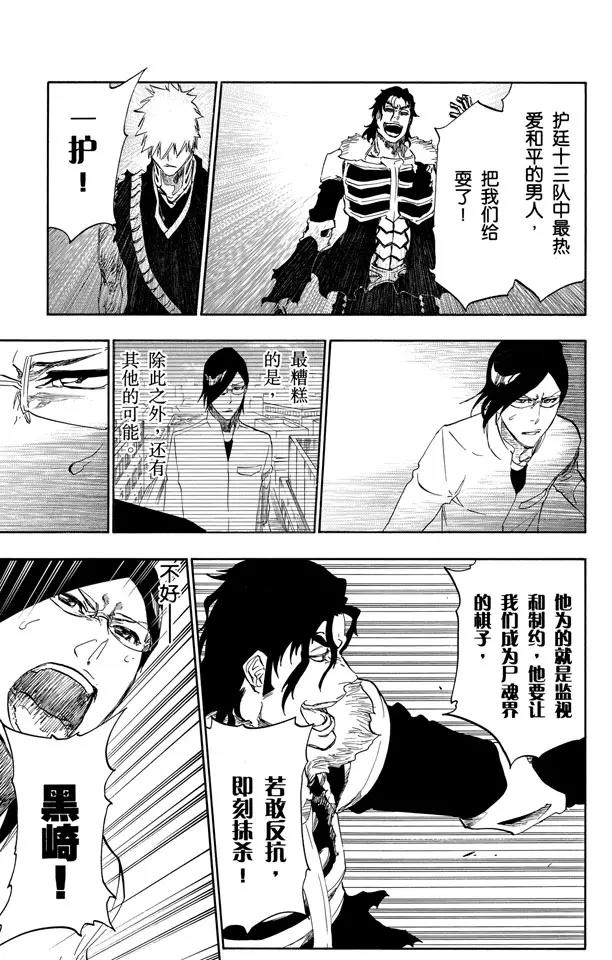 护廷十三队中最热
爱和平的男人，
把我们给
耍了！
一护！
最糟糕
的是，
除此之外，还有
其他的可能。
他为的就是监视
和制约，他要让
我们成为尸魂界
的棋子，
若敢反抗，
即刻抹杀！
不好——
黑崎！